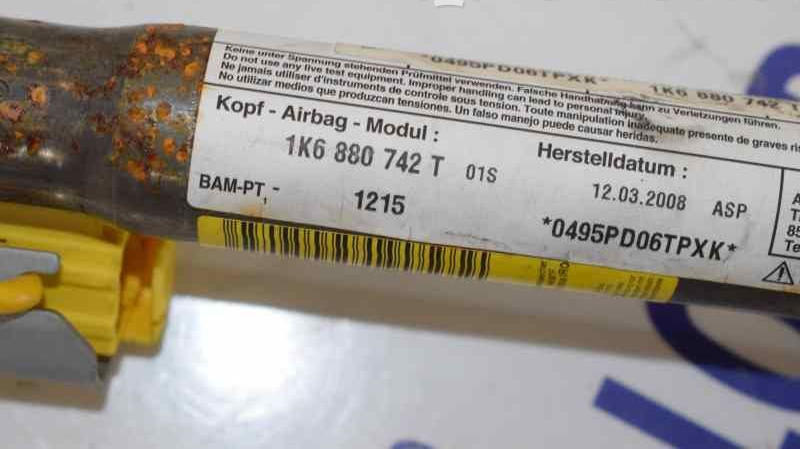 *0495PD06TPXK*
1K6 880 742 T
Keine unter Spannung stehenden Prüfmittel verwenden. Falsche Handhabung kann zu Verletzungen führen.
Do not use any live test equipment. Improper handling can lead to personal injury.
Ne jamais utiliser d'instruments de controle sous tension. Toute manipulation inadequate presente de graves
No utilizar medios que produzcan tensiones. Un falso manejo puede causar heridas.
Kopf - Airbag - Modul :
1K6 880 742 T 01S
Herstelldatum :
12.03.2008 ASP
BAM-PT₁-
1215
*0495PD06TPXK*